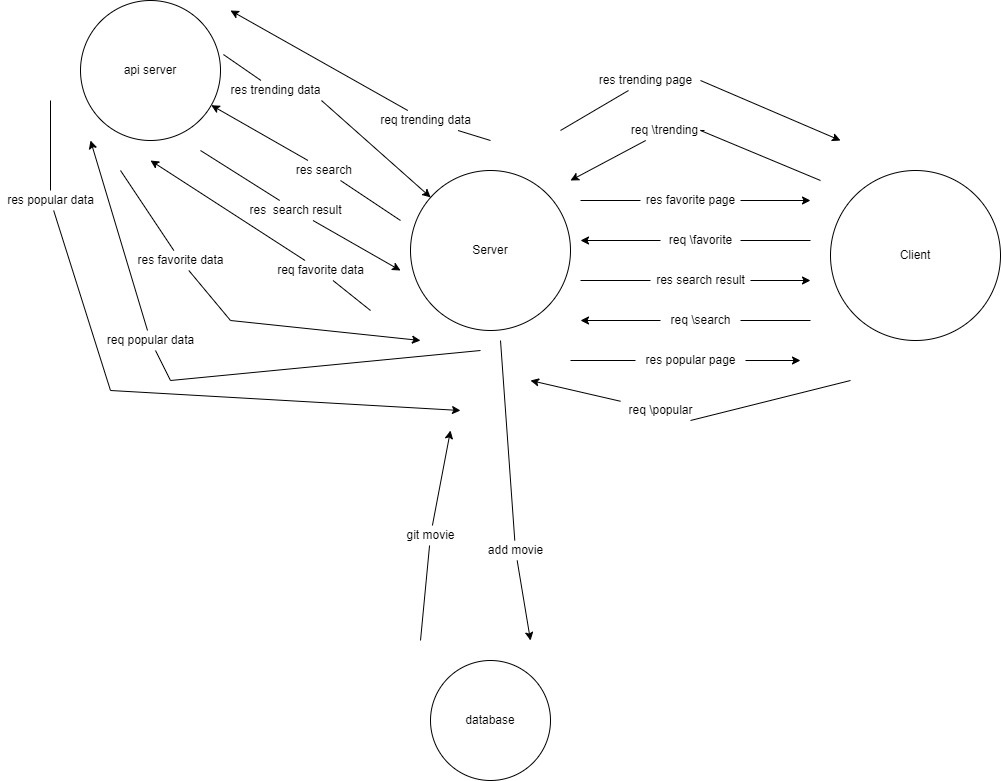 api server
res trending data
req trending data
res search
res search result
req favorite data
res popular data
res favorite data
req popular data
Server
res trending page
req \trending
res favorite page
req \favorite
res search result
req \search
res popular page
req \popular
Client
git movie
add movie
database